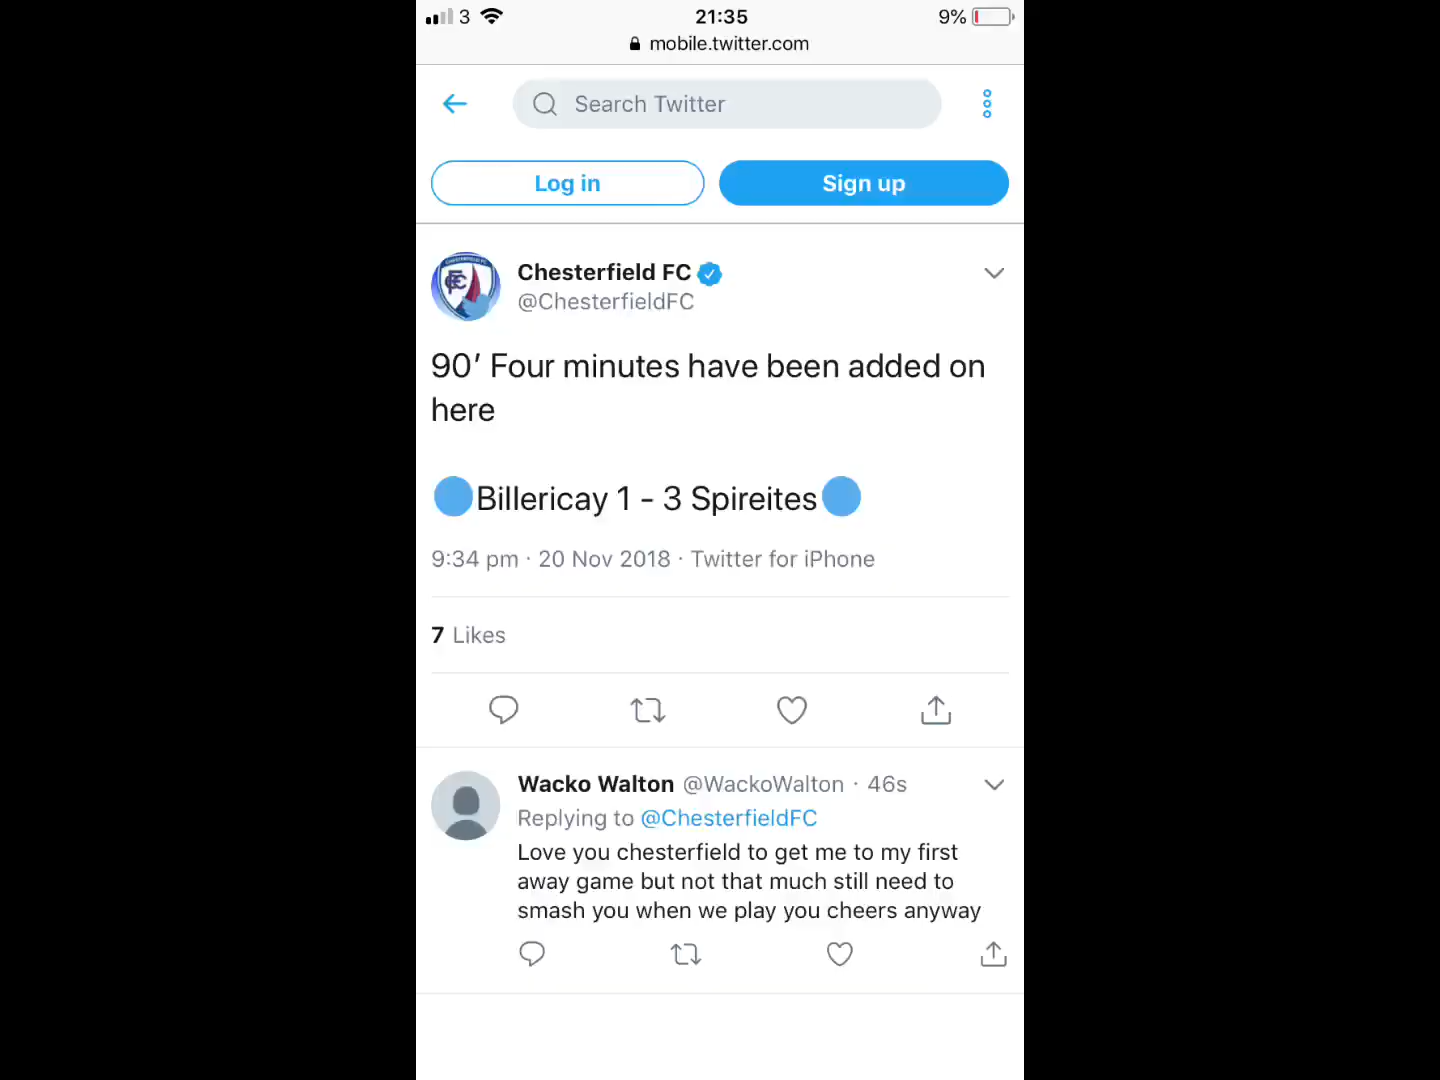 3 21:35 9%
mobile.twitter.com
Search Twitter
Log in Sign up
Chesterfield FC
@ChesterfieldFC
90’ Four minutes have been added on
here
🔵Billericay 1 - 3 Spireites🔵
9:34 pm · 20 Nov 2018 · Twitter for iPhone
7 Likes
Wacko Walton @WackoWalton · 46s
Replying to @ChesterfieldFC
Love you chesterfield to get me to my first
away game but not that much still need to
smash you when we play you cheers anyway